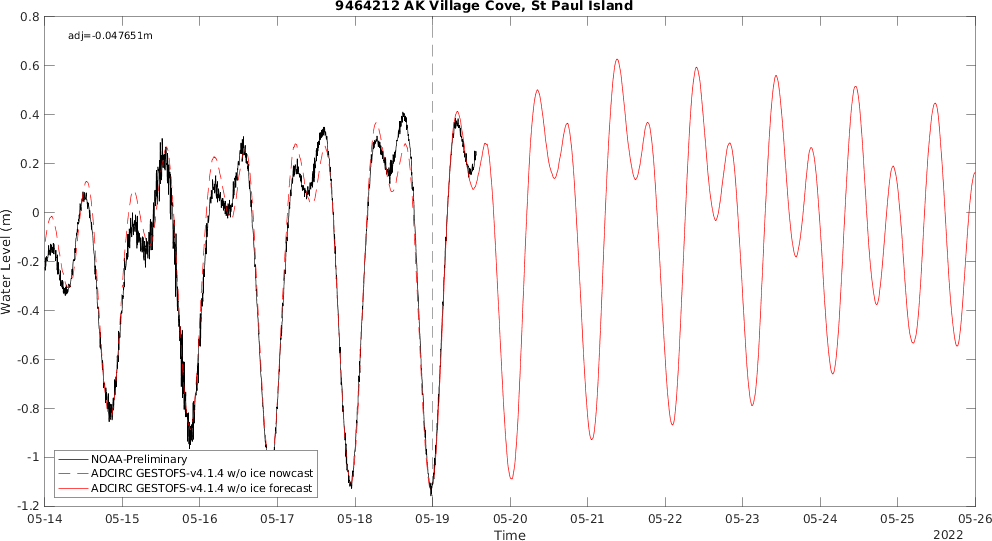 9464212 AK Village Cove, St Paul Island
adj=-0.047651m
0.8
0.6
0.4
0.2
0
-0.2
-0.4
-0.6
-0.8
-1
-1.2
Water Level (m)
NOAA-Preliminary
ADCIRC GESTOFS-v4.1.4 w/o ice nowcast
ADCIRC GESTOFS-v4.1.4 w/o ice forecast
05-14 05-15 05-16 05-17 05-18 05-19 05-20 05-21 05-22 05-23 05-24 05-25 05-26
Time
2022